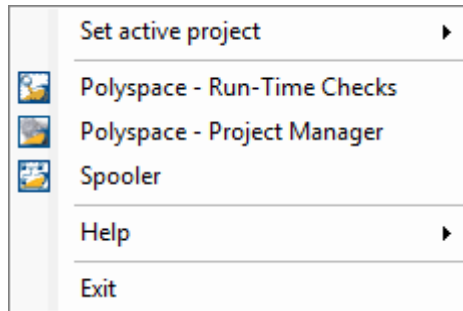 Set active project
Polyspace - Run-Time Checks
Polyspace - Project Manager
Spooler
Help
Exit